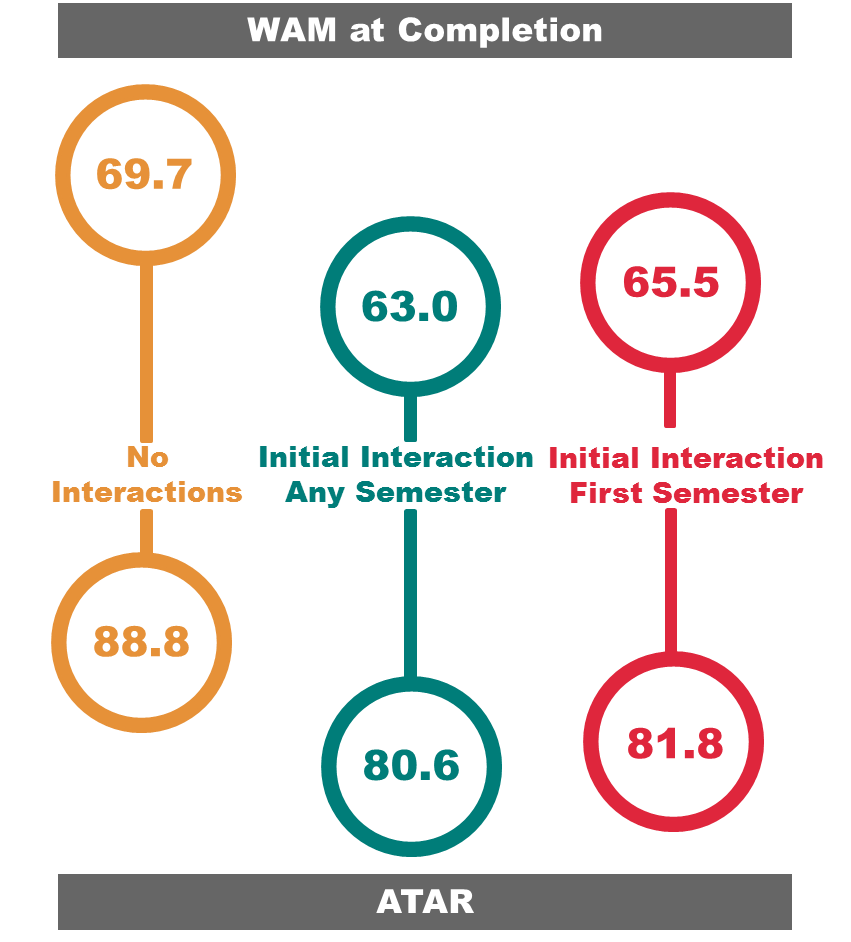 WAM at Completion
69.7
63.0
65.5
No
Interactions
Initial Interaction
Any Semester
Initial Interaction
First Semester
88.8
80.6
81.8
ATAR